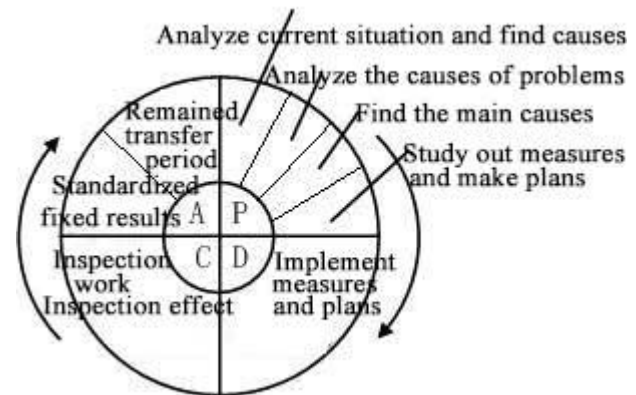 Analyze current situation and find causes
Analyze the causes of problems
Find the main causes
Study out measures
and make plans
Remained
transfer
period
Standardized
fixed results
A P
C D
Inspection
work
Inspection effect
Implement
measures
and plans